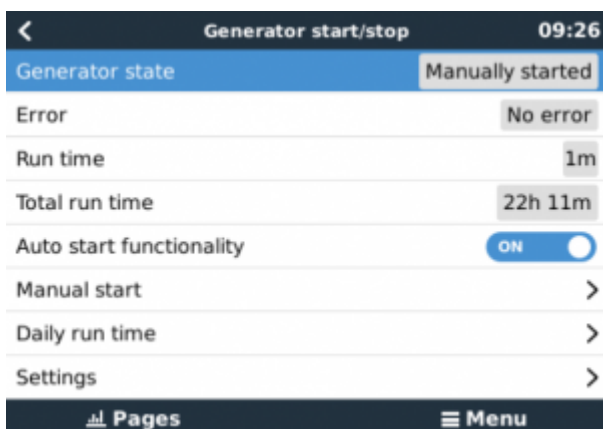 Generator start/stop 09:26
Generator state Manually started
Error No error
Run time 1m
Total run time 22h 11m
Auto start functionality ON
Manual start
Daily run time
Settings
Pages Menu